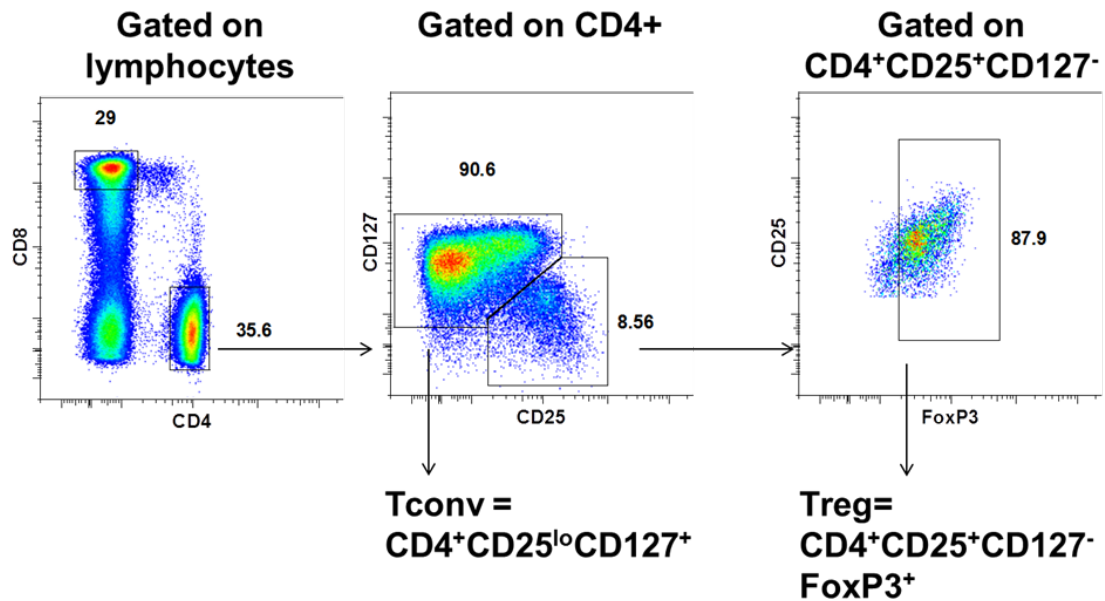 Gated on
lymphocytes
29
CD8
35.6
CD4
Gated on CD4+
90.6
CD127
8.56
CD25
Gated on
CD4⁺CD25⁺CD127⁻
CD25
87.9
FoxP3
Tconv =
CD4⁺CD25ˡᵒCD127⁺
Treg=
CD4⁺CD25⁺CD127⁻
FoxP3⁺